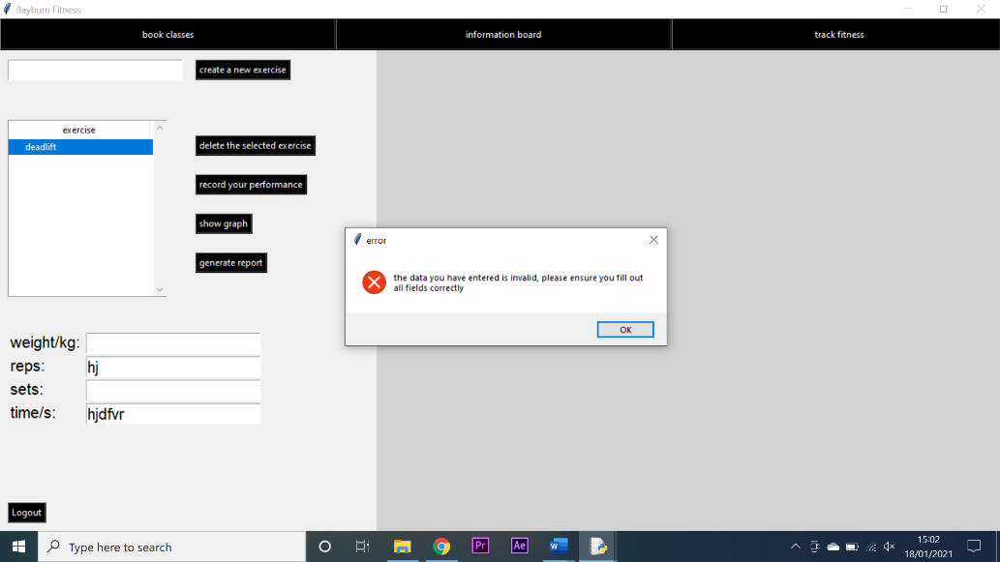 Bayburn Fitness
book classes
information board
track fitness
create a new exercise
exercise
deadlift
delete the selected exercise
record your performance
show graph
generate report
error
the data you have entered is invalid, please ensure you fill out
all fields correctly
OK
weight/kg:
reps: hj
sets:
time/s: hjdfvr
Logout
Type here to search
Pr
Ae
W
15:02
18/01/2021